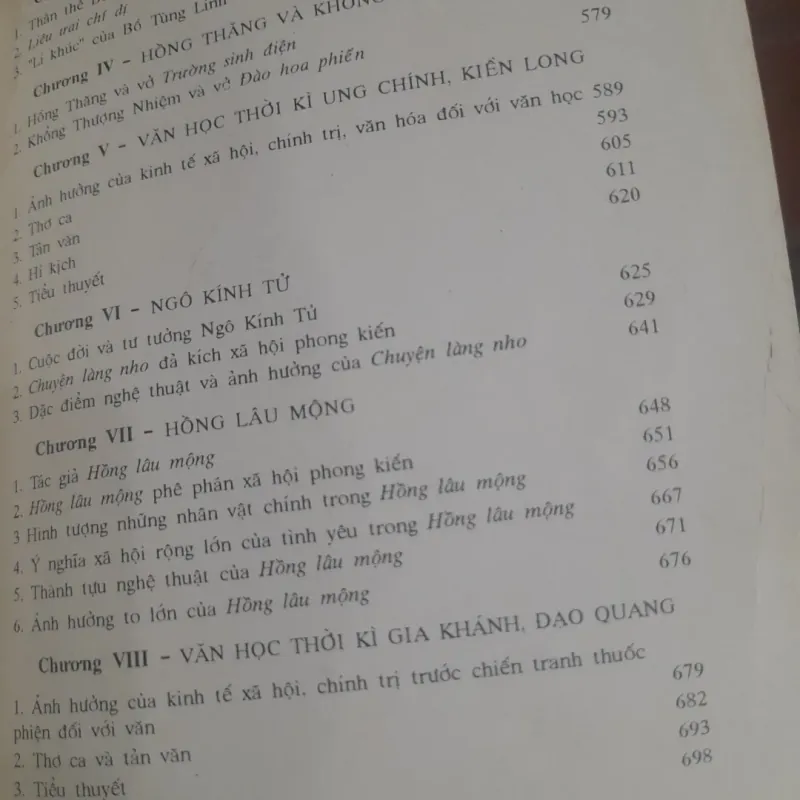 1. Thân thế
2. Liêu trai chí dị
3. "Lí khúc" của Bồ Tùng Linh
Chương IV – HỒNG THĂNG VÀ KHỔNG
1. Hồng Thăng và vở Trường sinh điện
2. Khổng Thượng Nhiệm và vở Đào hoa phiến 579
Chương V – VĂN HỌC THỜI KÌ UNG CHÍNH, KIỀN LONG
1 Ảnh hưởng của kinh tế xã hội, chính trị, văn hóa đối với văn học 589
2. Thơ ca 593
3. Tản văn 605
4. Hí kịch 611
5. Tiểu thuyết 620
Chương VI – NGÔ KÍNH TỬ
1. Cuộc đời và tư tưởng Ngô Kính Tử 625
2. Chuyện làng nho đả kích xã hội phong kiến 629
3. Đặc điểm nghệ thuật và ảnh hưởng của Chuyện làng nho 641
Chương VII – HỒNG LÂU MỘNG
1. Tác giả Hồng lâu mộng 648
2. Hồng lâu mộng phê phán xã hội phong kiến 651
3 Hình tượng những nhân vật chính trong Hồng lâu mộng 656
4. Ý nghĩa xã hội rộng lớn của tình yêu trong Hồng lâu mộng 667
5. Thành tựu nghệ thuật của Hồng lâu mộng 671
6. Ảnh hưởng to lớn của Hồng lâu mộng 676
Chương VIII – VĂN HỌC THỜI KÌ GIA KHÁNH, ĐẠO QUANG
1. Ảnh hưởng của kinh tế xã hội, chính trị trước chiến tranh thuốc 679
phiện đối với văn 682
2. Thơ ca và tản văn 693
3. Tiểu thuyết 698